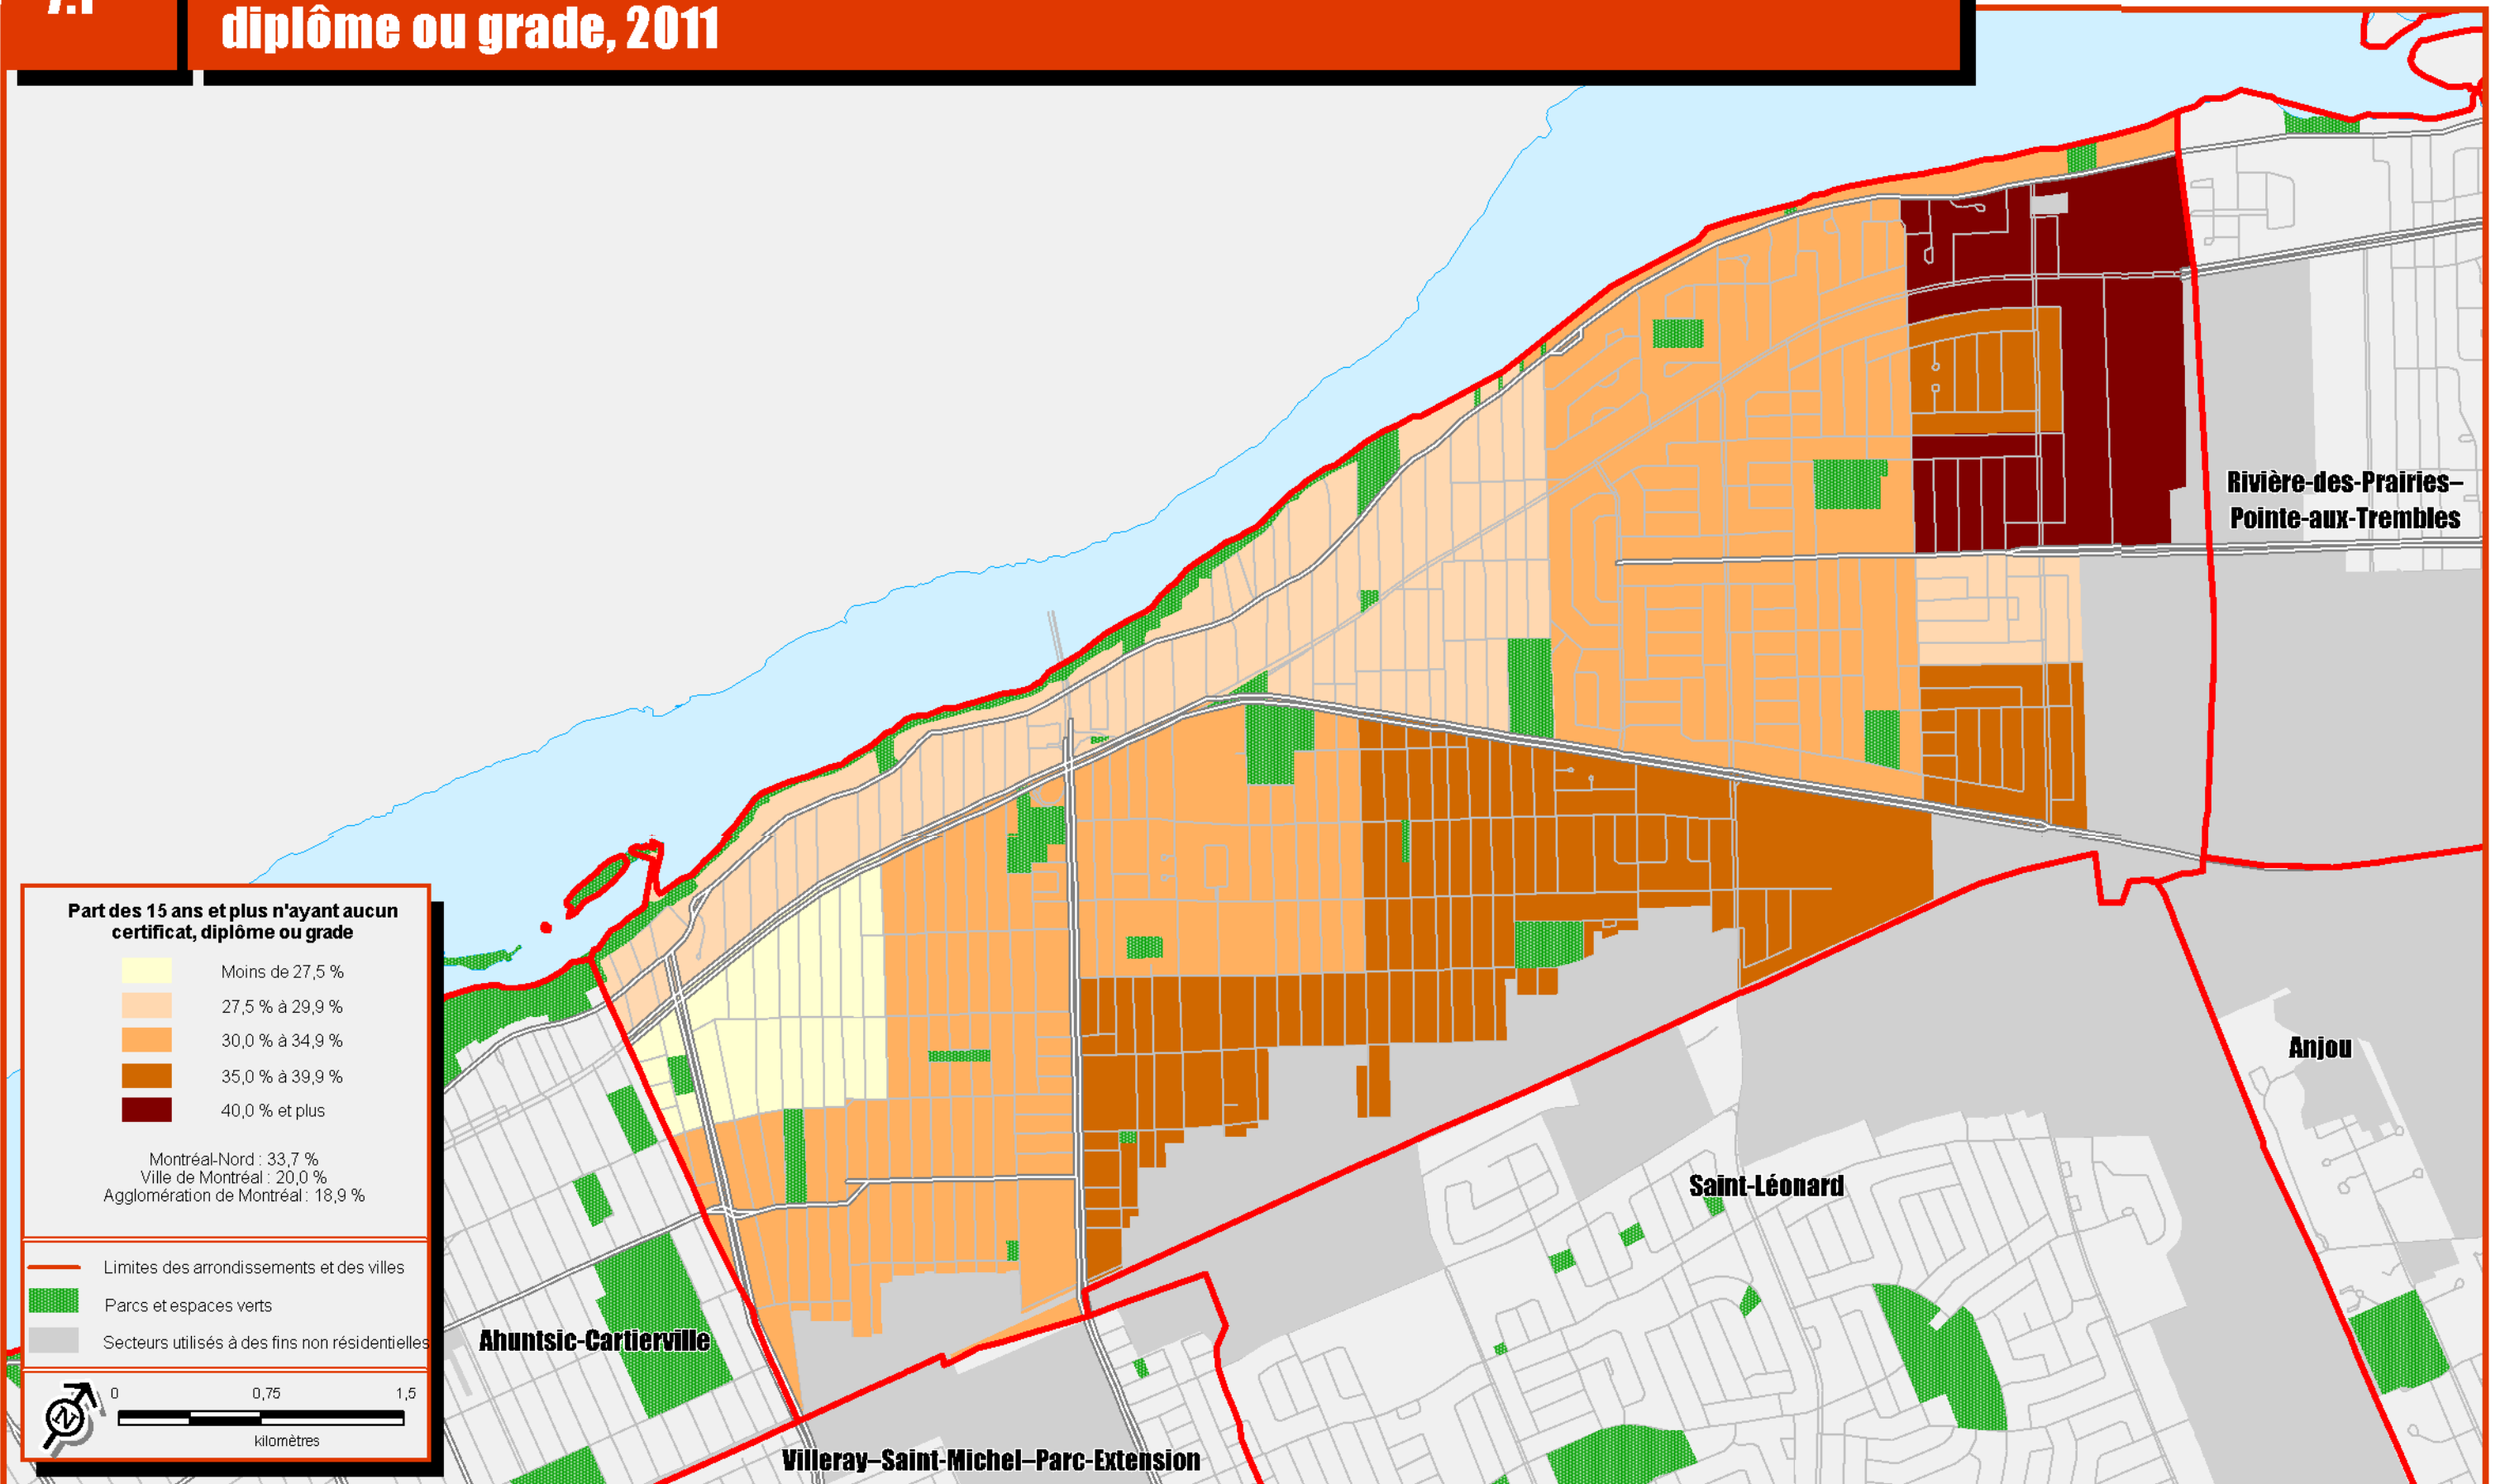 diplôme ou grade, 2011
Rivière-des-Prairies–
Pointe-aux-Trembles
Part des 15 ans et plus n'ayant aucun
certificat, diplôme ou grade
Moins de 27,5 %
27,5 % à 29,9 %
30,0 % à 34,9 %
35,0 % à 39,9 %
40,0 % et plus
Montréal-Nord : 33,7 %
Ville de Montréal : 20,0 %
Agglomération de Montréal : 18,9 %
Limites des arrondissements et des villes
Parcs et espaces verts
Secteurs utilisés à des fins non résidentielles
N
0 0,75 1,5
kilomètres
Anjou
Saint-Léonard
Ahuntsic-Cartierville
Villeray–Saint-Michel–Parc-Extension